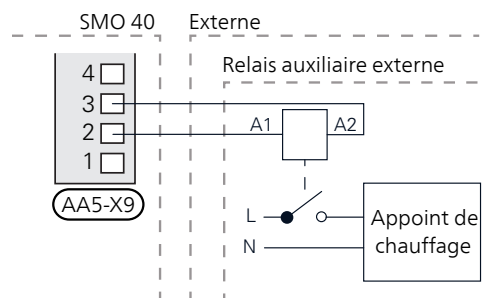 SMO 40
Externe
Relais auxiliaire externe
4
3
2
1
A1
A2
AA5-X9
L
N
Appoint de
chauffage